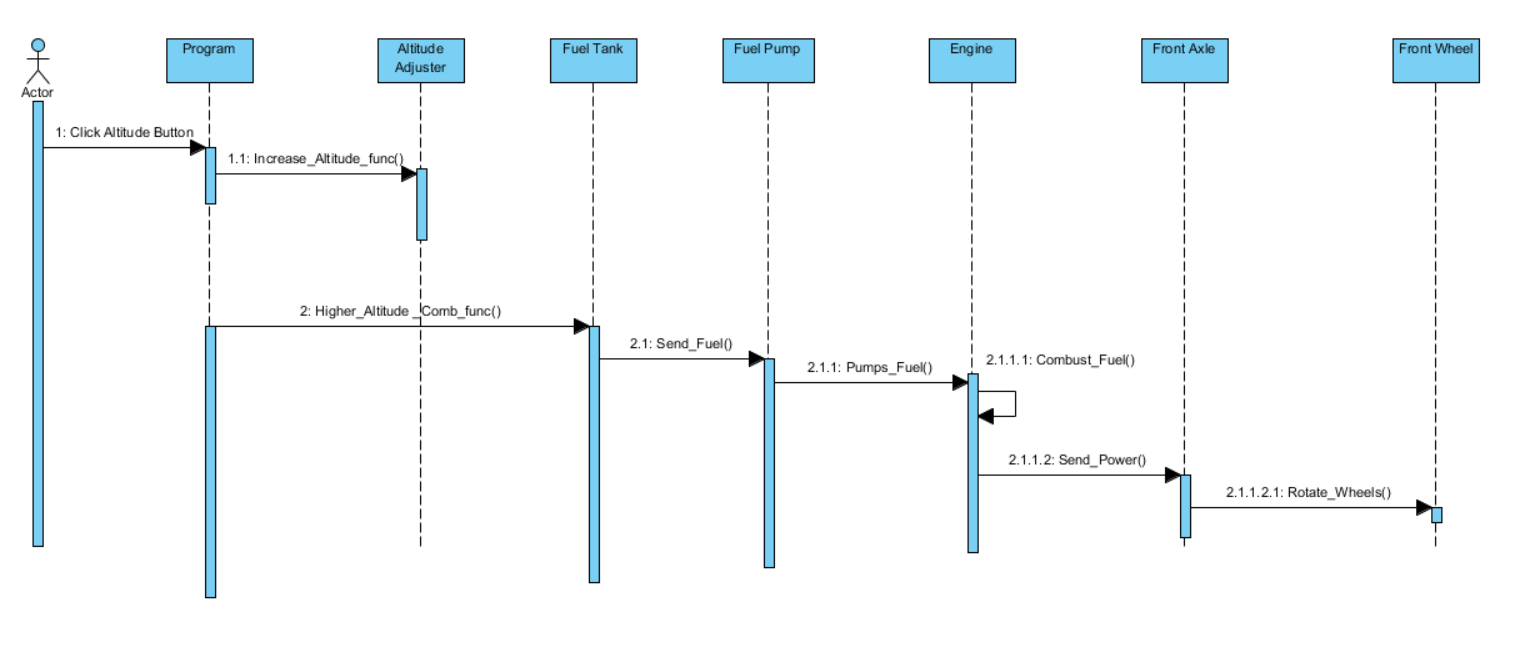 Program
Altitude
Adjuster
Fuel Tank
Fuel Pump
Engine
Front Axle
Front Wheel
Actor
1: Click Altitude Button
1.1: Increase_Altitude_func()
2: Higher_Altitude _Comb_func()
2.1: Send_Fuel()
2.1.1: Pumps_Fuel()
2.1.1.1: Combust_Fuel()
2.1.1.2: Send_Power()
2.1.1.2.1: Rotate_Wheels()